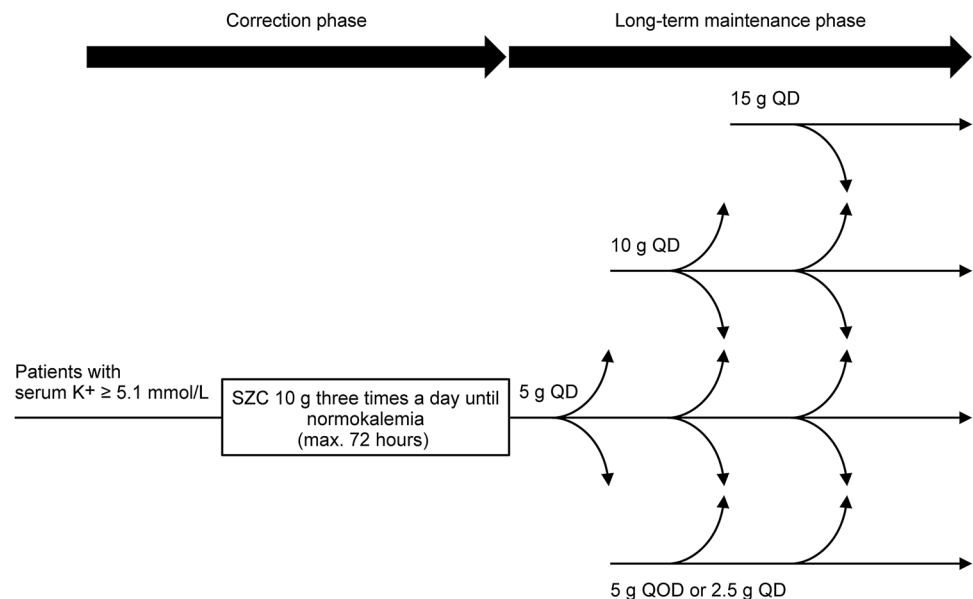 Correction phase
Long-term maintenance phase
15 g QD
10 g QD
Patients with
serum K+ ≥ 5.1 mmol/L
SZC 10 g three times a day until
normokalemia
(max. 72 hours)
5 g QD
5 g QOD or 2.5 g QD